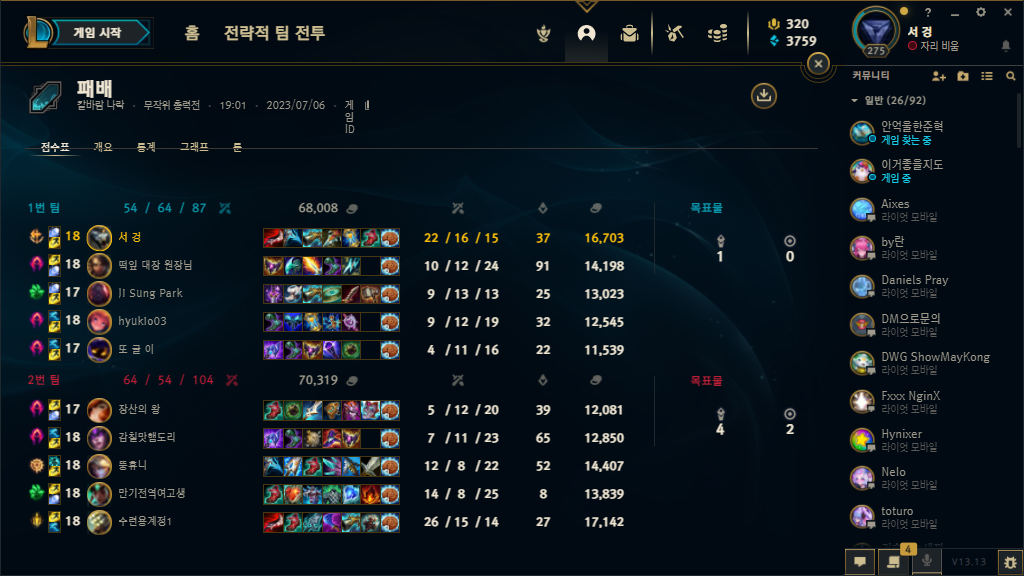 게임 시작
홈
전략적 팀 전투
320
3759
275
서 경
자리 비움
패배
칼바람 나락 · 무작위 총력전 · 19:01 · 2023/07/06 · 게임 ID
점수표
개요
통계
그래프
룬
1번 팀 54 / 64 / 87 68,008 목표물
18 서 경 22 / 16 / 15 37 16,703
18 떡잎 대장 원장님 10 / 12 / 24 91 14,198
17 JI Sung Park 9 / 13 / 13 25 13,023
18 hyuklo03 9 / 12 / 19 32 12,545
17 또 글 이 4 / 11 / 16 22 11,539
1
0
2번 팀 64 / 54 / 104 70,319 목표물
17 장산의 왕 5 / 12 / 20 39 12,081
18 감칠맛햄도리 7 / 11 / 23 65 12,850
18 동휴니 12 / 8 / 22 52 14,407
18 만기전역여고생 14 / 8 / 25 8 13,839
18 수련용계정1 26 / 15 / 14 27 17,142
4
2
커뮤니티
일반 (26/92)
안억울한준혁
게임 찾는 중
이거좋을지도
게임 중
Aixes
라이엇 모바일
by란
라이엇 모바일
Daniels Pray
라이엇 모바일
DM으로문의
라이엇 모바일
DWG ShowMayKong
라이엇 모바일
Fxxx NginX
라이엇 모바일
Hynixer
라이엇 모바일
Nelo
라이엇 모바일
toturo
라이엇 모바일
4
V13.13